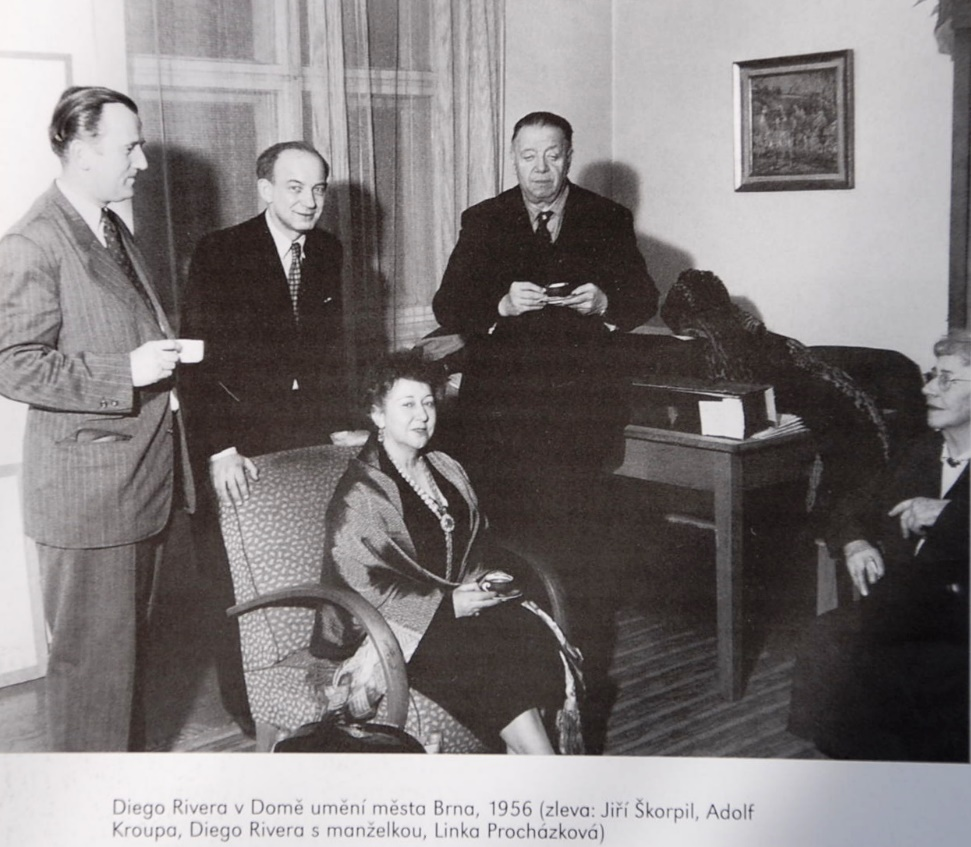 Diego Rivera v Domě umění města Brna, 1956 (zleva: Jiří Škorpil, Adolf
Kroupa, Diego Rivera s manželkou, Linka Procházková)